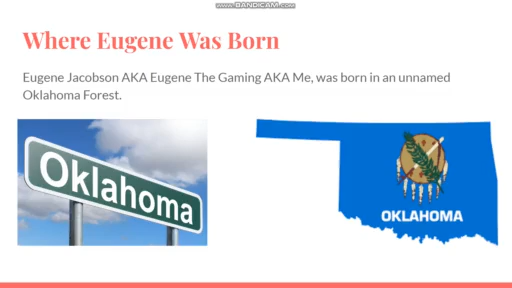 www.BANDICAM.com
Where Eugene Was Born
Eugene Jacobson AKA Eugene The Gaming AKA Me, was born in an unnamed
Oklahoma Forest.
Oklahoma
OKLAHOMA